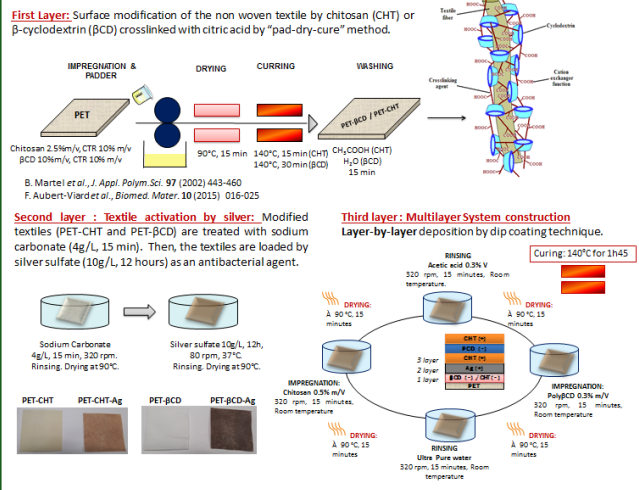 First Layer: Surface modification of the non woven textile by chitosan (CHT) or
β-cyclodextrin (βCD) crosslinked with citric acid by "pad-dry-cure" method.
IMPREGNATION &
PADDER
DRYING
CURRING
WASHING
PET
PET-βCD / PET-CHT
Chitosan 2.5%m/v, CTR 10% m/v
βCD 10%m/v, CTR 10% m/v
90°C, 15 min
140°C, 15 min (CHT)
140°C, 30 min (βCD)
CH3COOH (CHT)
H2O (βCD)
15 min
B. Martel et al., J. Appl. Polym.Sci. 97 (2002) 443-460
F. Aubert-Viard et al., Biomed. Mater. 10 (2015) 016-025
Textile
fiber
Cyclodextrin
Crosslinking
agent
Cation
exchanger
function
HOOC
COOH
Second layer : Textile activation by silver: Modified
textiles (PET-CHT and PET-βCD) are treated with sodium
carbonate (4g/L, 15 min). Then, the textiles are loaded by
silver sulfate (10g/L, 12 hours) as an antibacterial agent.
Sodium Carbonate
4g/L, 15 min, 320 rpm.
Rinsing. Drying at 90°C.
Silver sulfate 10g/L, 12h,
80 rpm, 37°C.
Rinsing. Drying at 90°C.
PET-CHT
PET-CHT-Ag
PET-βCD
PET-βCD-Ag
Third layer : Multilayer System construction
Layer-by-layer deposition by dip coating technique.
Curing: 140°C for 1h45
RINSING
Acetic acid 0.3% V
320 rpm, 15 minutes, Room
temperature.
DRYING:
À 90 °C, 15
minutes
DRYING:
À 90 °C, 15
minutes
CHT (+)
PCD (-)
CHT (+)
Ag (+)
βCD (-) / CHT (-)
PET
3 layer
2 layer
1 layer
IMPREGNATION:
Chitosan 0.5% m/V
320 rpm, 15 minutes,
Room temperature
IMPREGNATION:
PolyβCD 0.3% m/V
320 rpm, 15 minutes,
Room temperature
DRYING:
À 90 °C, 15
minutes
DRYING:
À 90 °C, 15
minutes
RINSING
Ultra Pure water
320 rpm, 15 minutes, Room
temperature